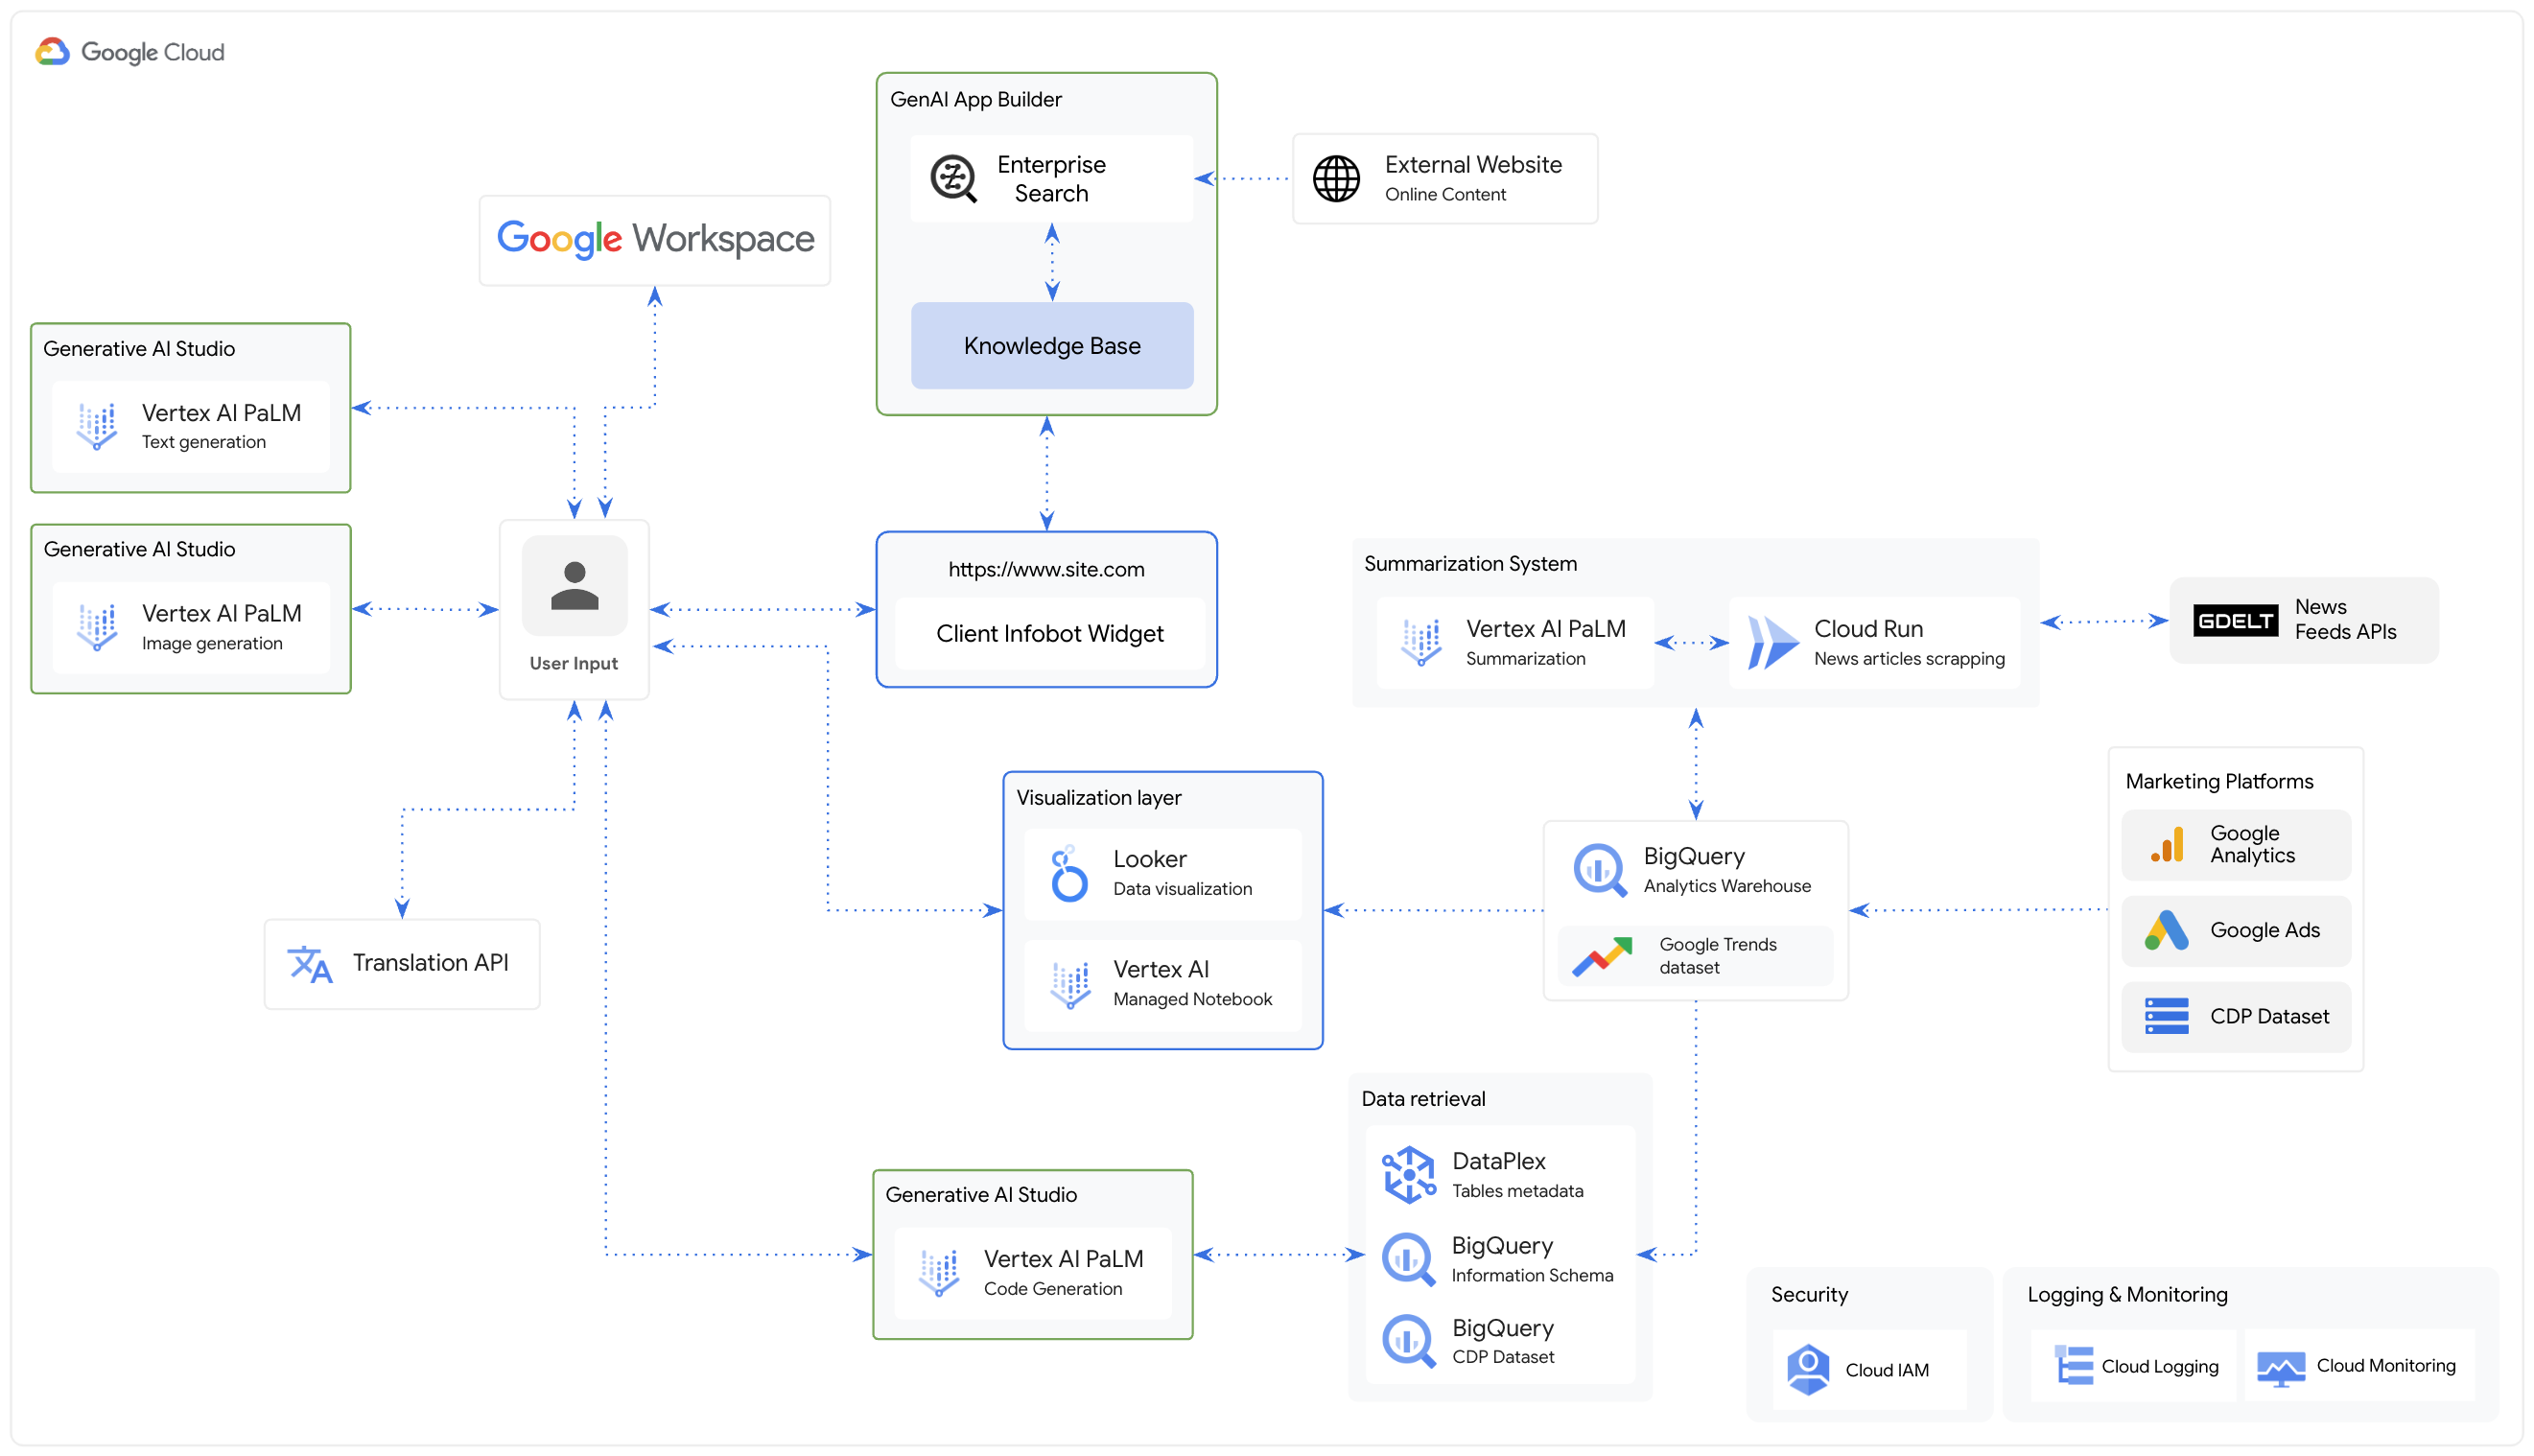 Google Cloud
GenAI App Builder
Enterprise
Search
Knowledge Base
External Website
Online Content
Google Workspace
Generative AI Studio
Vertex AI PaLM
Text generation
Generative AI Studio
Vertex AI PaLM
Image generation
User Input
https://www.site.com
Client Infobot Widget
Summarization System
Vertex AI PaLM
Summarization
Cloud Run
News articles scrapping
GDELT
News
Feeds APIs
Translation API
Visualization layer
Looker
Data visualization
Vertex AI
Managed Notebook
BigQuery
Analytics Warehouse
Google Trends
dataset
Marketing Platforms
Google
Analytics
Google Ads
CDP Dataset
Generative AI Studio
Vertex AI PaLM
Code Generation
Data retrieval
DataPlex
Tables metadata
BigQuery
Information Schema
BigQuery
CDP Dataset
Security
Cloud IAM
Logging & Monitoring
Cloud Logging
Cloud Monitoring